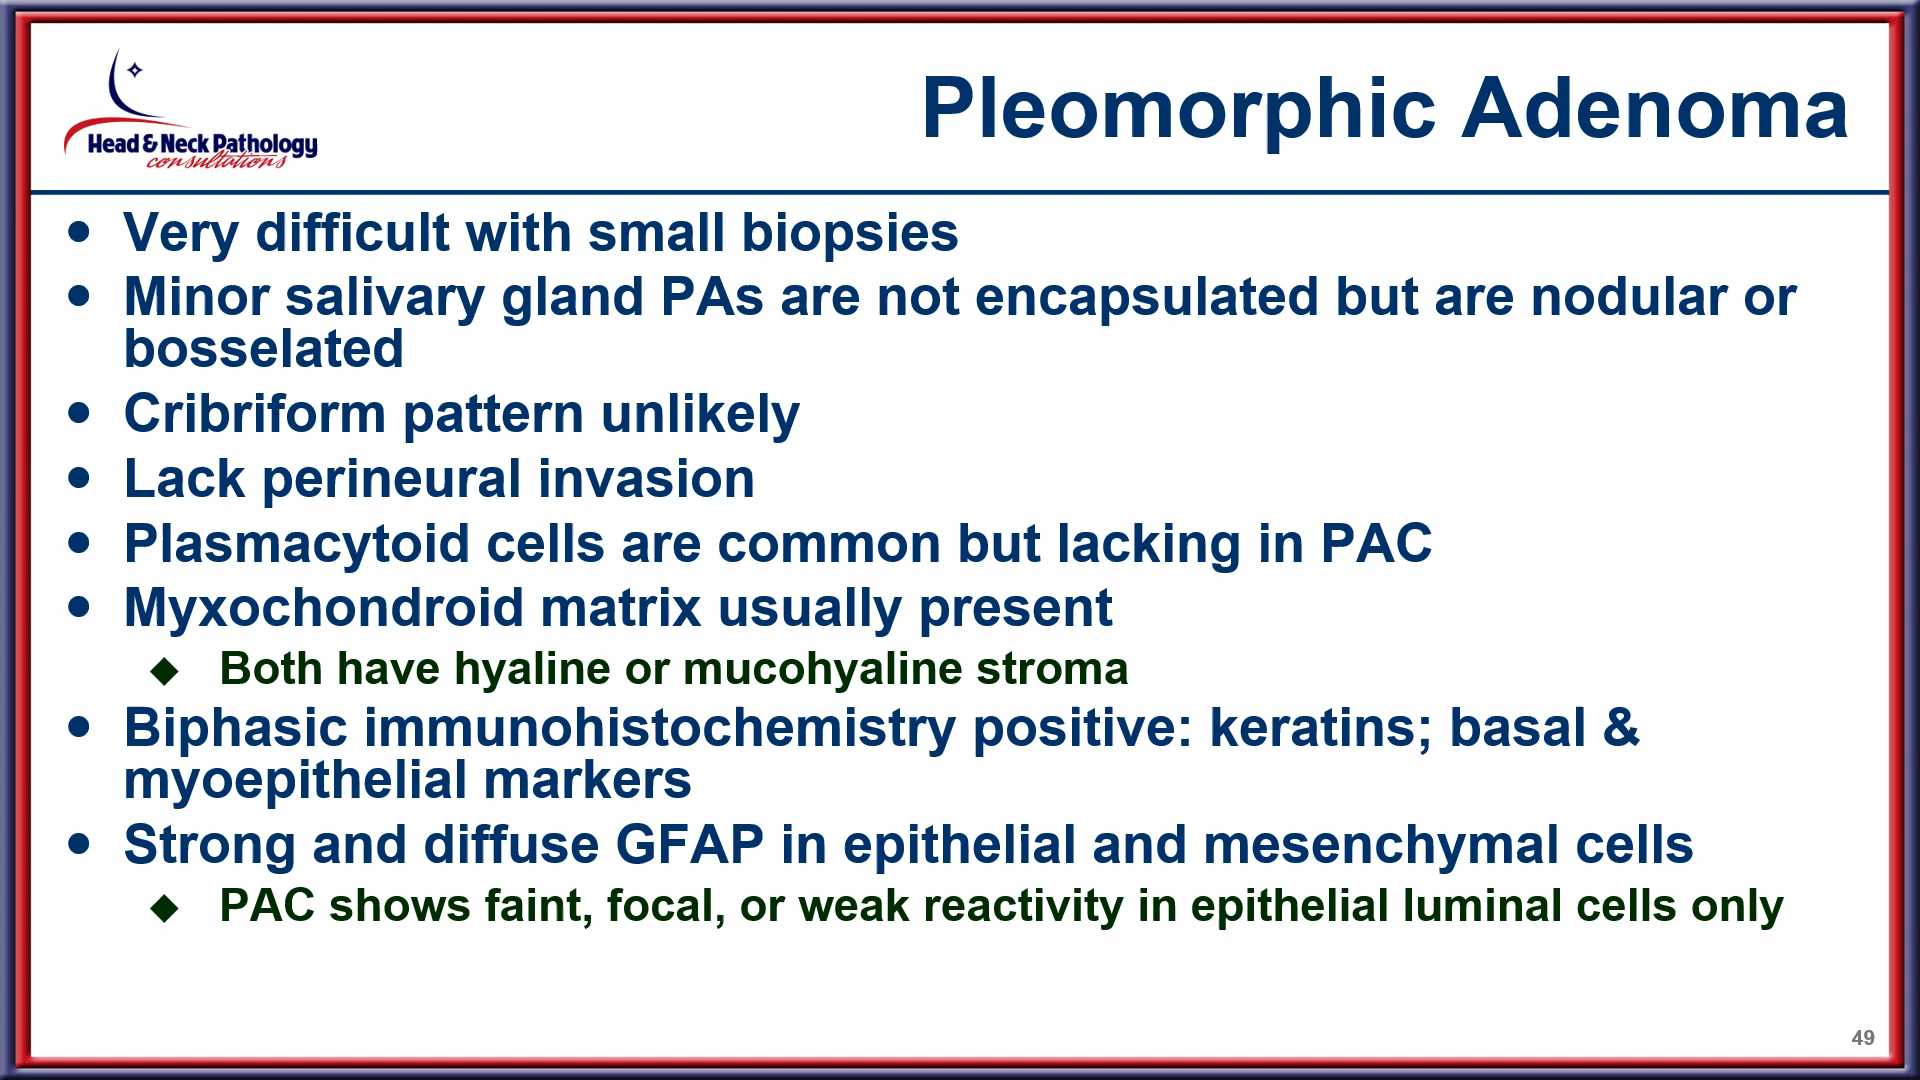 Head & Neck Pathology
consultations
Pleomorphic Adenoma
• Very difficult with small biopsies
• Minor salivary gland PAs are not encapsulated but are nodular or
bosselated
• Cribriform pattern unlikely
• Lack perineural invasion
• Plasmacytoid cells are common but lacking in PAC
• Myxochondroid matrix usually present
◆ Both have hyaline or mucohyaline stroma
• Biphasic immunohistochemistry positive: keratins; basal &
myoepithelial markers
• Strong and diffuse GFAP in epithelial and mesenchymal cells
◆ PAC shows faint, focal, or weak reactivity in epithelial luminal cells only
49